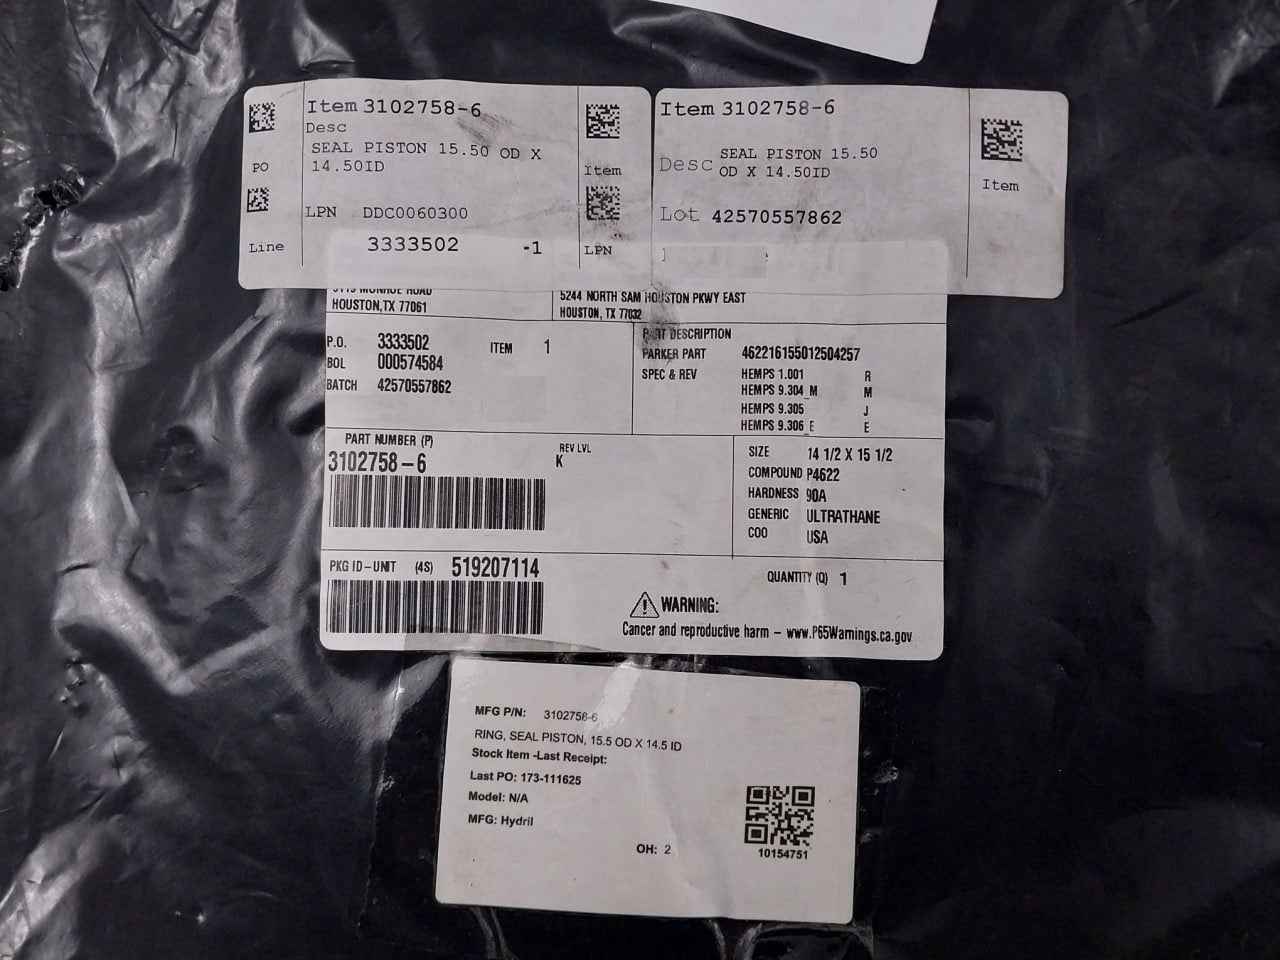 Item 3102758-6
Desc
SEAL PISTON 15.50 OD X
14.50ID
PO
Item
LPN DDC0060300
Line
3333502 -1
LPN
Item 3102758-6
Desc SEAL PISTON 15.50
OD X 14.50ID
Item
Lot 42570557862
MONROE ROAD
HOUSTON,TX 77061
5244 NORTH SAM HOUSTON PKWY EAST
HOUSTON, TX 77032
P.O. 3333502
ITEM 1
BOL 000574584
BATCH 42570557862
PART DESCRIPTION
PARKER PART 462216155012504257
SPEC & REV HEMPS 1.001 R
HEMPS 9.304_M M
HEMPS 9.305 J
HEMPS 9.306_E E
PART NUMBER (P)
3102758-6
REV LVL
K
SIZE 14 1/2 X 15 1/2
COMPOUND P4622
HARDNESS 90A
GENERIC ULTRATHANE
COO USA
PKG ID-UNIT (4S) 519207114
QUANTITY (Q) 1
WARNING:
Cancer and reproductive harm - www.P65Warnings.ca.gov
MFG P/N: 3102758-6
RING, SEAL PISTON, 15.5 OD X 14.5 ID
Stock Item -Last Receipt:
Last PO: 173-111625
Model: N/A
MFG: Hydril
OH: 2
10154751